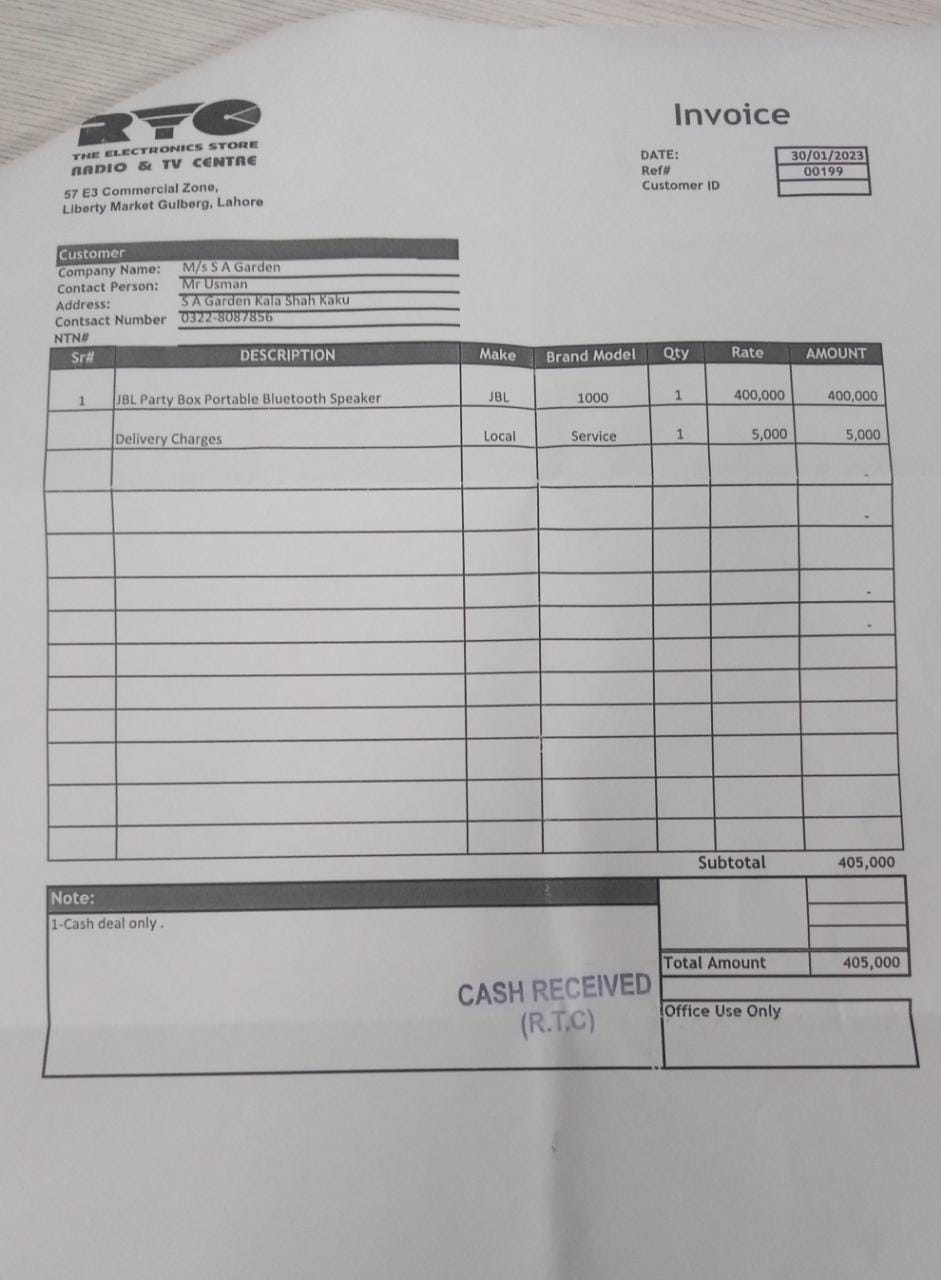 RTC
THE ELECTRONICS STORE
RADIO & TV CENTRE
57 E3 Commercial Zone,
Liberty Market Gulberg, Lahore
Invoice
DATE: 30/01/2023
Ref# 00199
Customer ID
Customer
Company Name: M/s S A Garden
Contact Person: Mr Usman
Address: S A Garden Kala Shah Kaku
Contsact Number 0322-8087856
NTN#
Sr# DESCRIPTION Make Brand Model Qty Rate AMOUNT
1 JBL Party Box Portable Bluetooth Speaker JBL 1000 1 400,000 400,000
Delivery Charges Local Service 1 5,000 5,000
-
-
-
-
Subtotal 405,000
Note:
1-Cash deal only .
Total Amount 405,000
CASH RECEIVED
(R.T.C)
Office Use Only